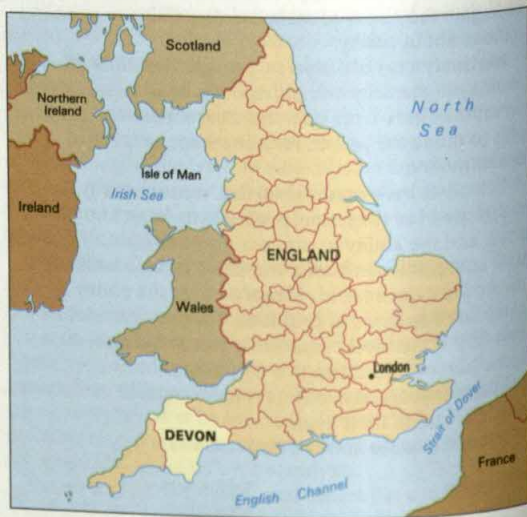 Scotland
Northern
Ireland
North
Sea
Isle of Man
Irish Sea
Ireland
ENGLAND
Wales
London
Strait of Dover
DEVON
France
English Channel